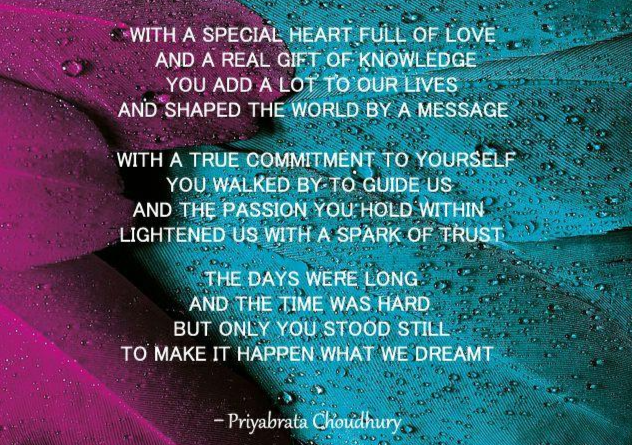 WITH A SPECIAL HEART FULL OF LOVE
AND A REAL GIFT OF KNOWLEDGE
YOU ADD A LOT TO OUR LIVES
AND SHAPED THE WORLD BY A MESSAGE
WITH A TRUE COMMITMENT TO YOURSELF
YOU WALKED BY TO GUIDE US
AND THE PASSION YOU HOLD WITHIN
LIGHTENED US WITH A SPARK OF TRUST
THE DAYS WERE LONG
AND THE TIME WAS HARD
BUT ONLY YOU STOOD STILL
TO MAKE IT HAPPEN WHAT WE DREAMT
– Priyabrata Choudhury